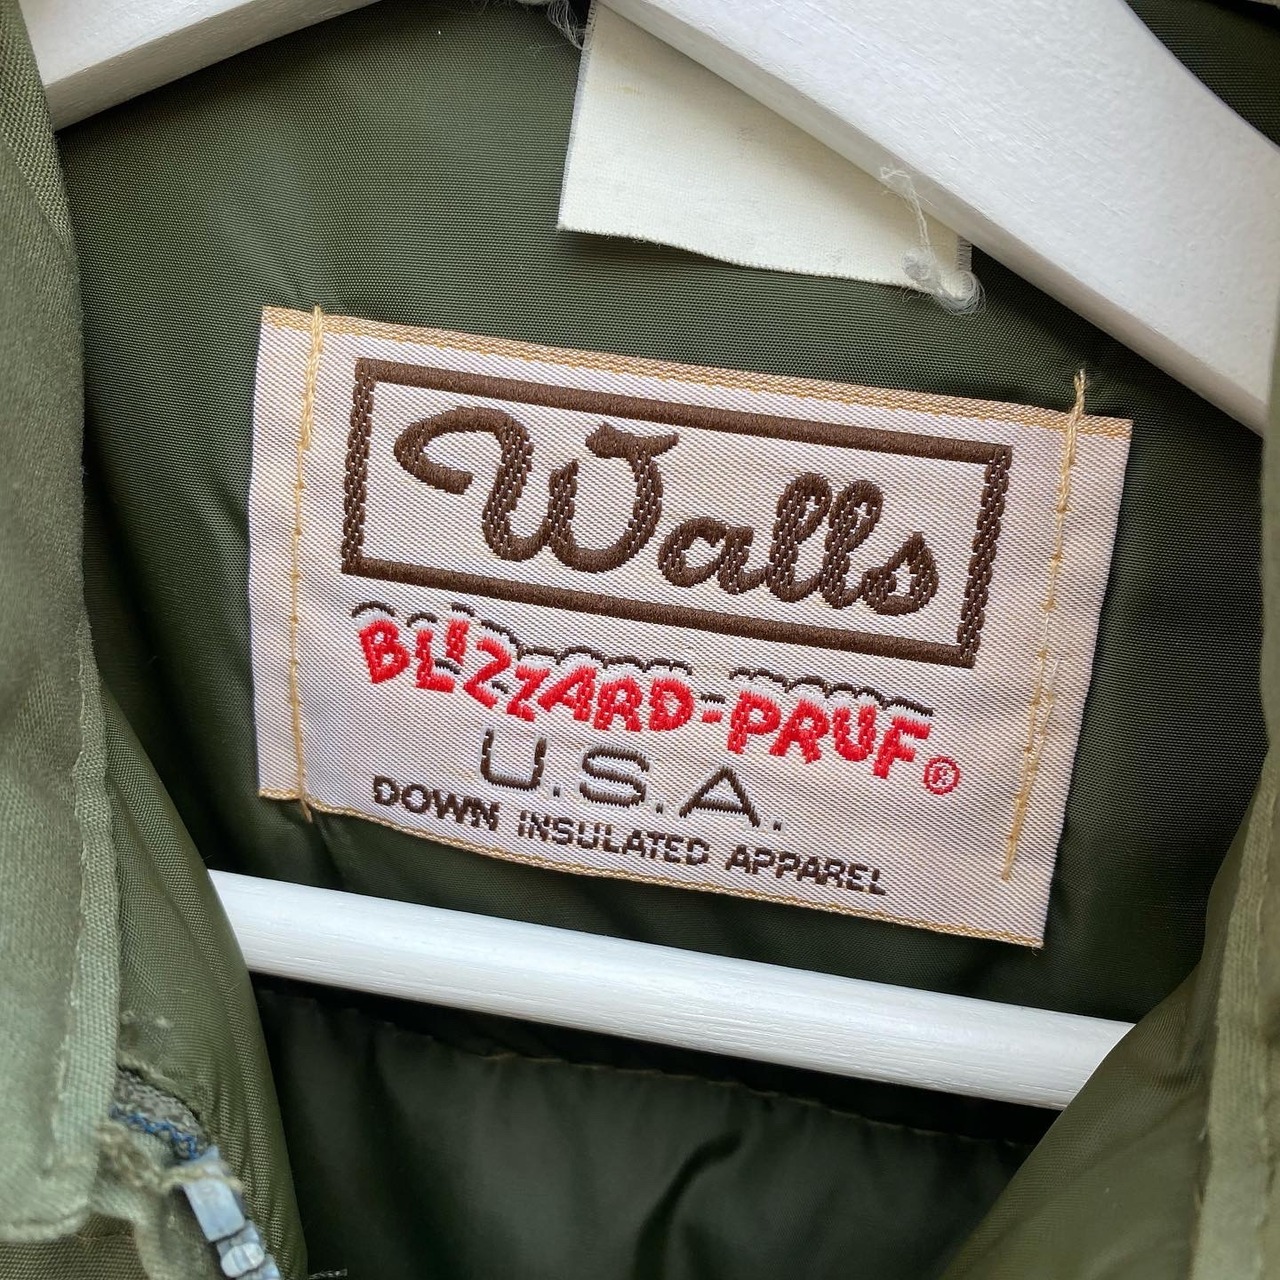 Walls
BLIZZARD-PRUF®
U.S.A.
DOWN INSULATED APPAREL